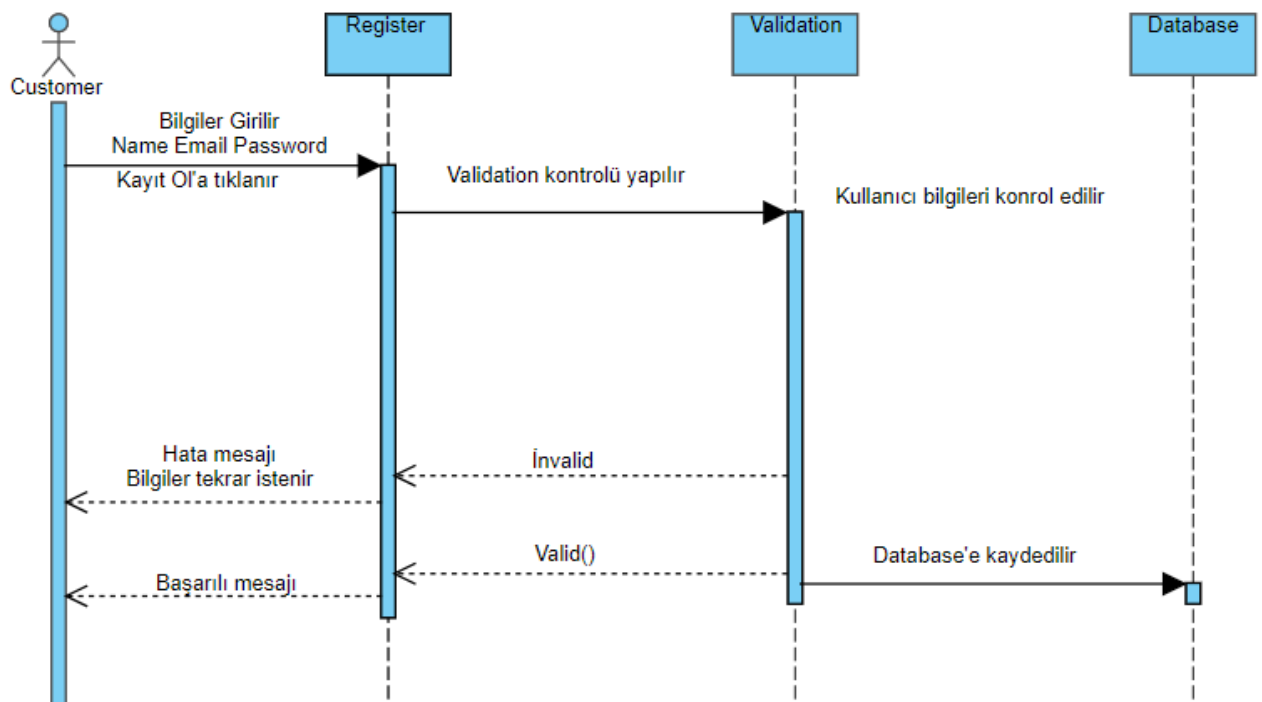 Register
Validation
Database
Customer
Bilgiler Girilir
Name Email Password
Kayıt Ol'a tıklanır
Validation kontrolü yapılır
Kullanıcı bilgileri konrol edilir
Hata mesajı
Bilgiler tekrar istenir
İnvalid
Valid()
Database'e kaydedilir
Başarılı mesajı